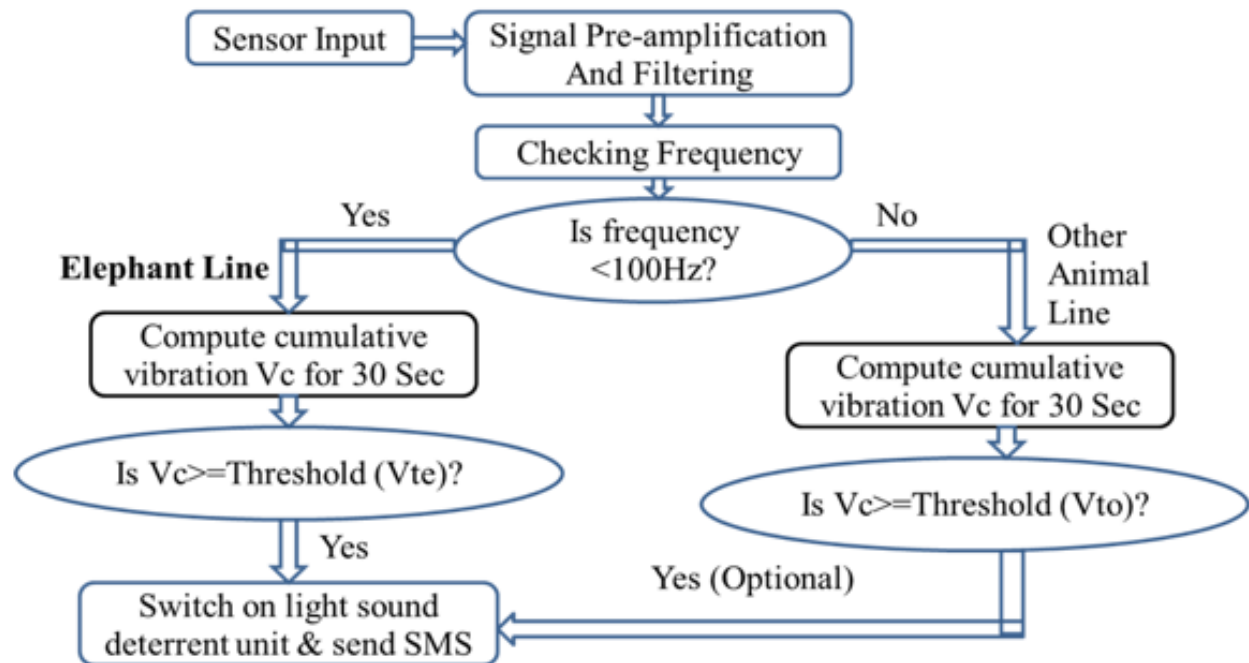 Sensor Input
Signal Pre-amplification
And Filtering
Checking Frequency
Is frequency
<100Hz?
Yes
No
Elephant Line
Other
Animal
Line
Compute cumulative
vibration Vc for 30 Sec
Compute cumulative
vibration Vc for 30 Sec
Is Vc>=Threshold (Vte)?
Is Vc>=Threshold (Vto)?
Yes
Yes (Optional)
Switch on light sound
deterrent unit & send SMS